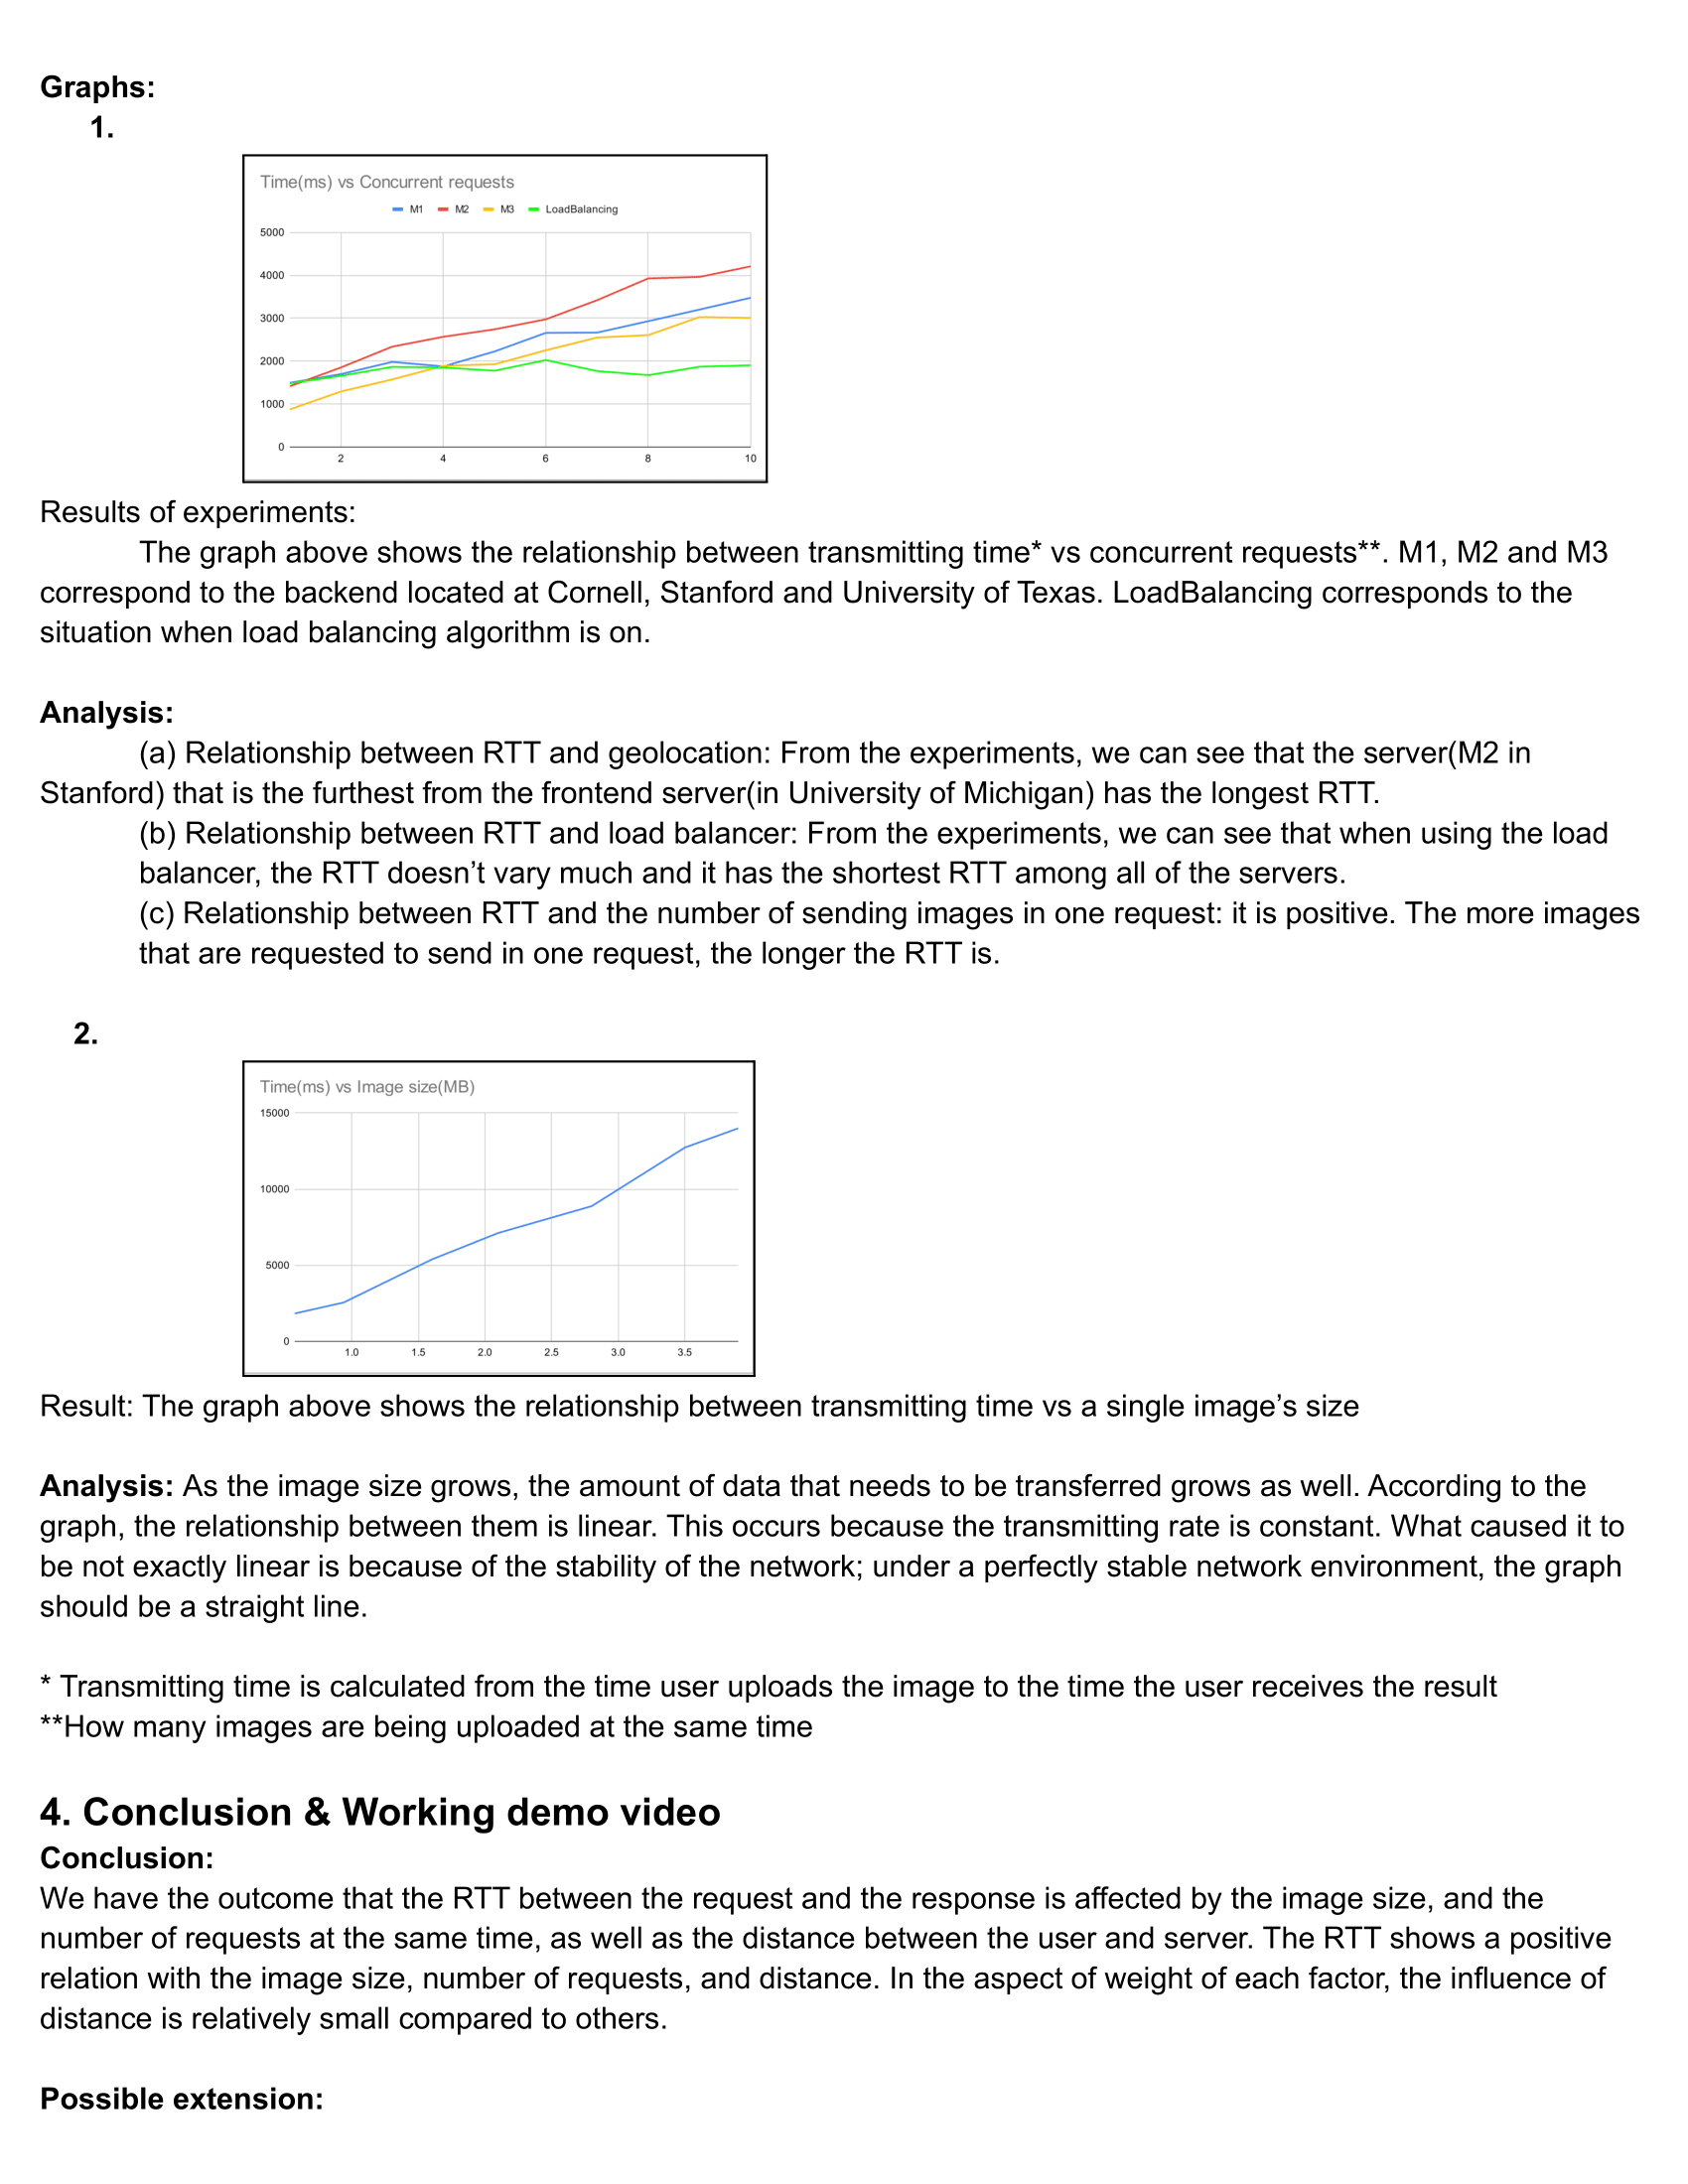 Graphs:
1.
Time(ms) vs Concurrent requests
M1 M2 M3 LoadBalancing
5000
4000
3000
2000
1000
0
2 4 6 8 10
Results of experiments:
The graph above shows the relationship between transmitting time* vs concurrent requests**. M1, M2 and M3
correspond to the backend located at Cornell, Stanford and University of Texas. LoadBalancing corresponds to the
situation when load balancing algorithm is on.
Analysis:
(a) Relationship between RTT and geolocation: From the experiments, we can see that the server(M2 in
Stanford) that is the furthest from the frontend server(in University of Michigan) has the longest RTT.
(b) Relationship between RTT and load balancer: From the experiments, we can see that when using the load
balancer, the RTT doesn’t vary much and it has the shortest RTT among all of the servers.
(c) Relationship between RTT and the number of sending images in one request: it is positive. The more images
that are requested to send in one request, the longer the RTT is.
2.
Time(ms) vs Image size(MB)
15000
10000
5000
0
1.0 1.5 2.0 2.5 3.0 3.5
Result: The graph above shows the relationship between transmitting time vs a single image’s size
Analysis: As the image size grows, the amount of data that needs to be transferred grows as well. According to the
graph, the relationship between them is linear. This occurs because the transmitting rate is constant. What caused it to
be not exactly linear is because of the stability of the network; under a perfectly stable network environment, the graph
should be a straight line.
* Transmitting time is calculated from the time user uploads the image to the time the user receives the result
**How many images are being uploaded at the same time
4. Conclusion & Working demo video
Conclusion:
We have the outcome that the RTT between the request and the response is affected by the image size, and the
number of requests at the same time, as well as the distance between the user and server. The RTT shows a positive
relation with the image size, number of requests, and distance. In the aspect of weight of each factor, the influence of
distance is relatively small compared to others.
Possible extension: